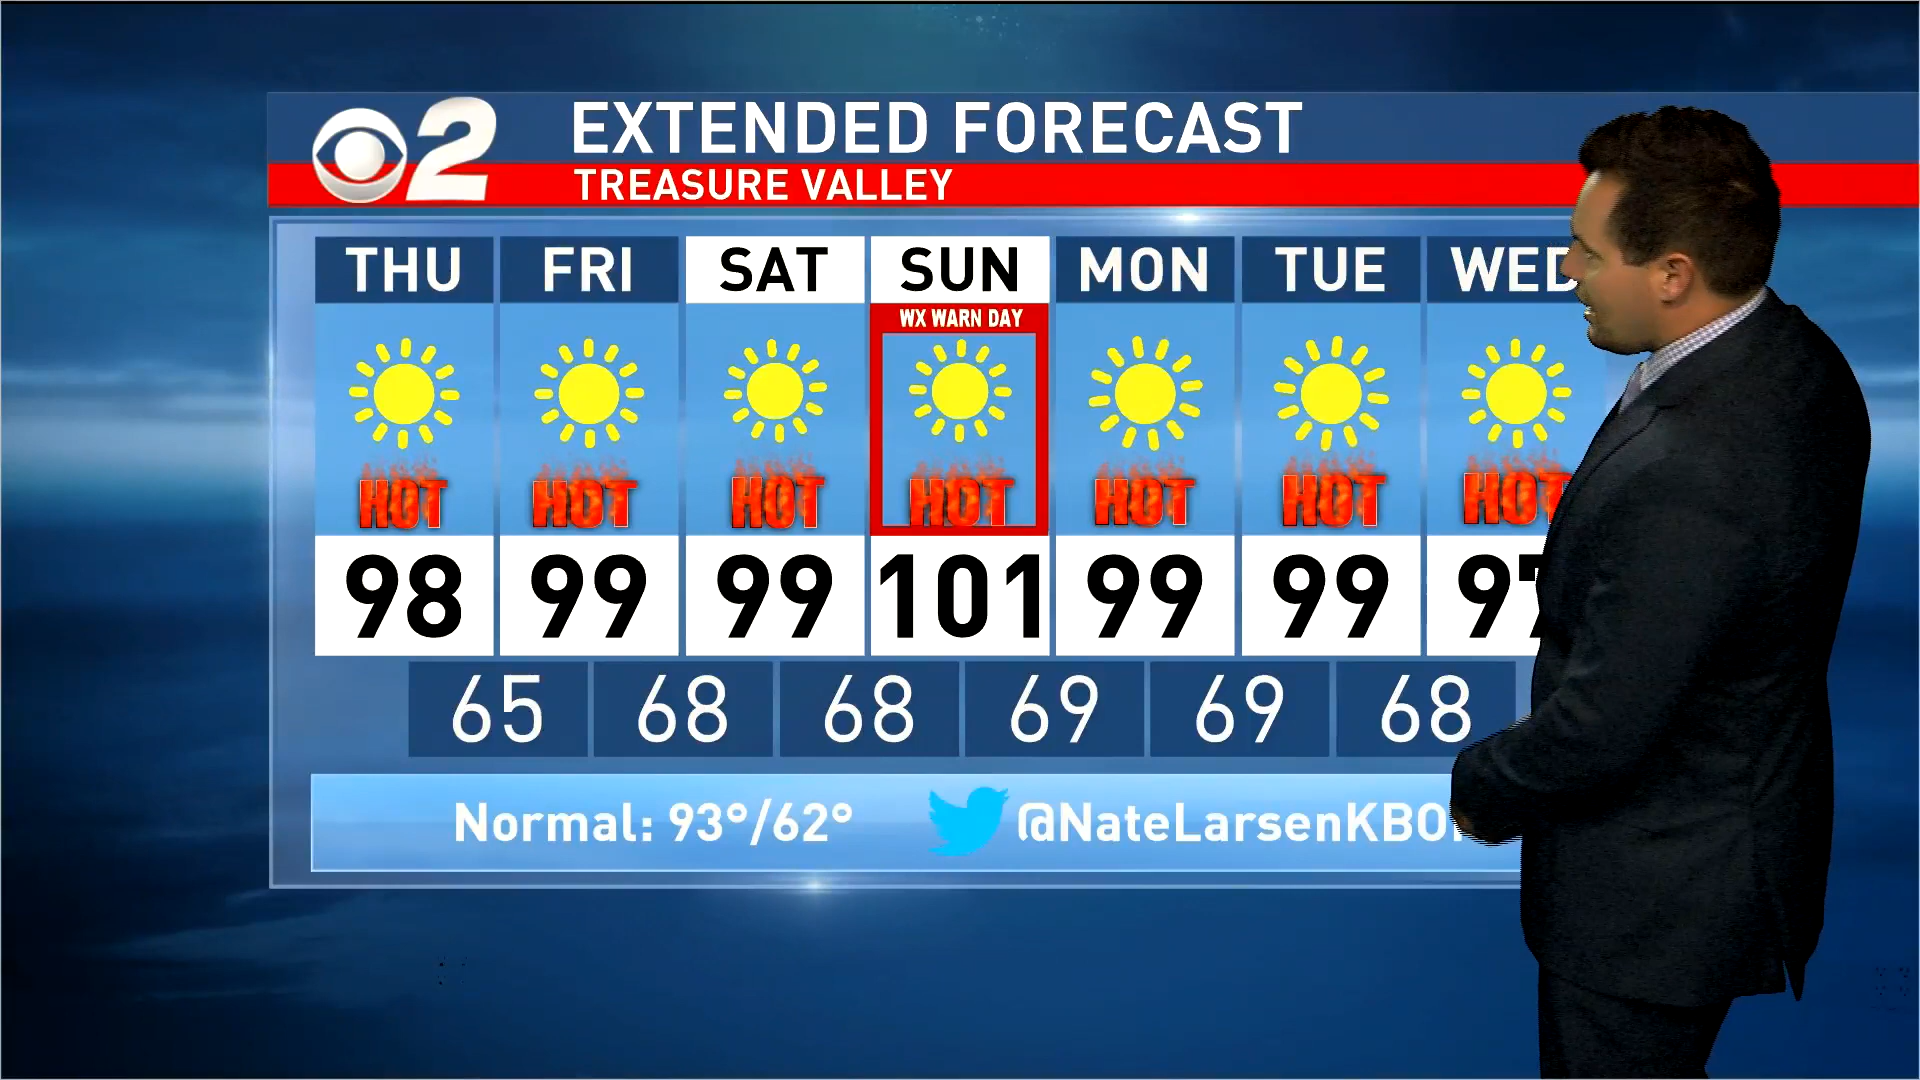 2 EXTENDED FORECAST
TREASURE VALLEY
THU FRI SAT SUN MON TUE WED
WX WARN DAY
HOT HOT HOT HOT HOT HOT HOT
98 99 99 101 99 99 97
65 68 68 69 69 68
Normal: 93°/62° @NateLarsenKBO